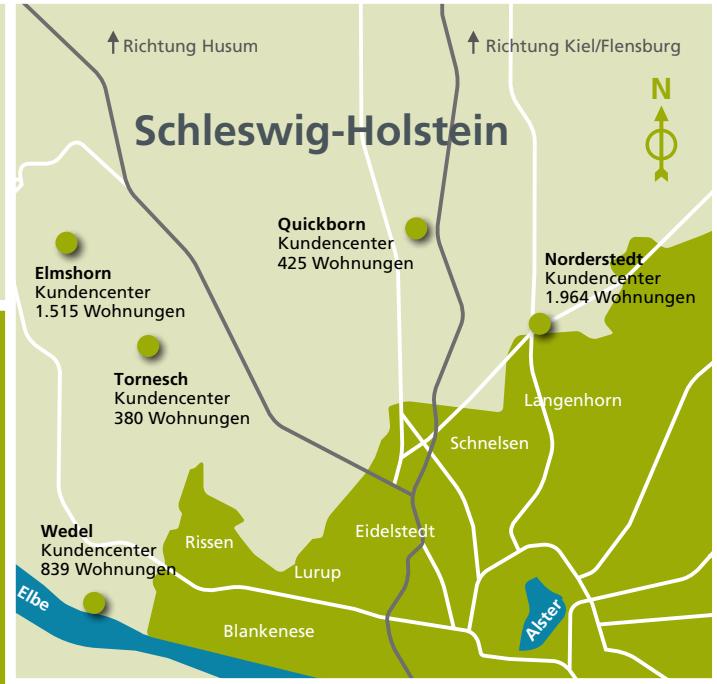 Richtung Husum
Richtung Kiel/Flensburg
Schleswig-Holstein
N
Quickborn
Kundencenter
425 Wohnungen
Norderstedt
Kundencenter
1.964 Wohnungen
Elmshorn
Kundencenter
1.515 Wohnungen
Tornesch
Kundencenter
380 Wohnungen
Langenhorn
Schnelsen
Eidelstedt
Rissen
Lurup
Wedel
Kundencenter
839 Wohnungen
Elbe
Blankenese
Alster